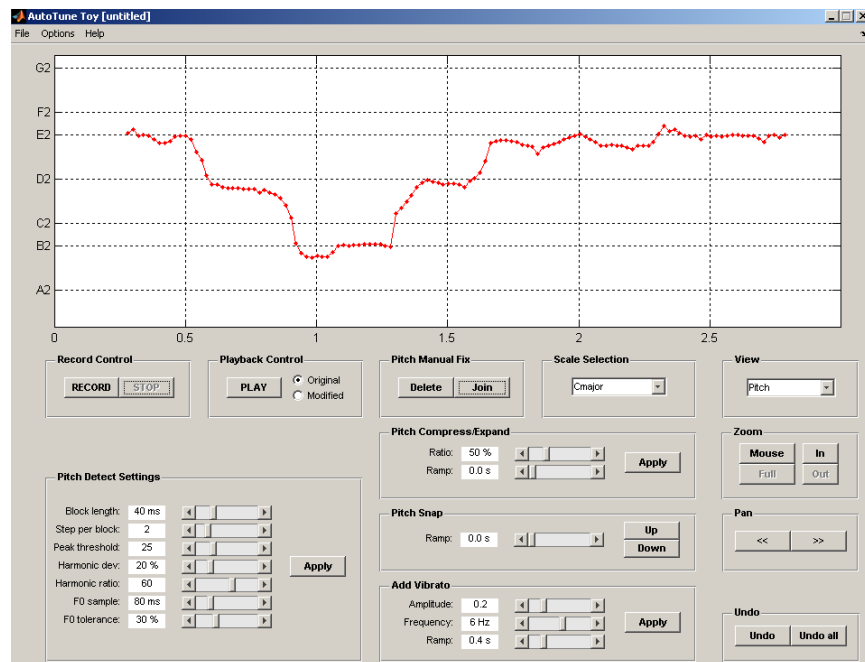 AutoTune Toy [untitled]
File Options Help
G2
F2
E2
D2
C2
B2
A2
0 0.5 1 1.5 2 2.5
Record Control
RECORD STOP
Playback Control
PLAY Original
Modified
Pitch Manual Fix
Delete Join
Scale Selection
Cmajor
View
Pitch
Pitch Compress/Expand
Ratio: 50 %
Ramp: 0.0 s
Apply
Zoom
Mouse In
Full Out
Pitch Detect Settings
Block length: 40 ms
Step per block: 2
Peak threshold: 25
Harmonic dev: 20 %
Harmonic ratio: 60
F0 sample: 80 ms
F0 tolerance: 30 %
Apply
Pitch Snap
Ramp: 0.0 s
Up
Down
Pan
<< >>
Add Vibrato
Amplitude: 0.2
Frequency: 6 Hz
Ramp: 0.4 s
Apply
Undo
Undo Undo all